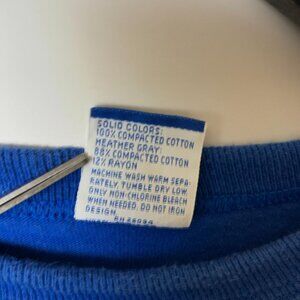 SOLID COLORS:
100% COMPACTED COTTON
HEATHER GRAY:
88% COMPACTED COTTON
12% RAYON
MACHINE WASH WARM SEPA-
RATELY, TUMBLE DRY LOW.
ONLY NON-CHLORINE BLEACH
WHEN NEEDED. DO NOT IRON
DESIGN.